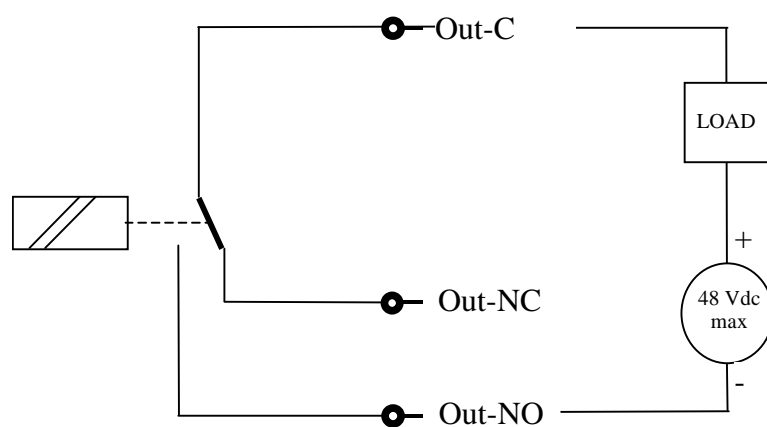 Out-C
LOAD
+
48 Vdc
max
Out-NC
-
Out-NO